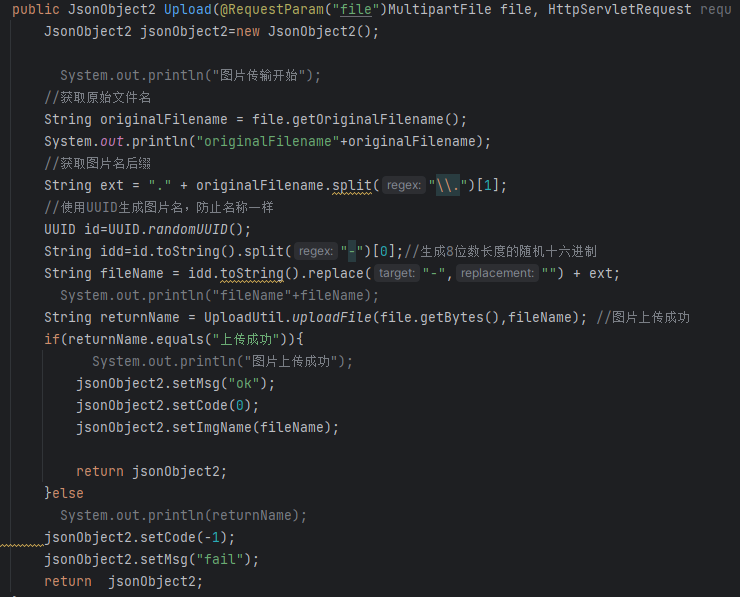 public JsonObject2 Upload(@RequestParam("file")MultipartFile file, HttpServletRequest requ
JsonObject2 jsonObject2=new JsonObject2();
System.out.println("图片传输开始");
//获取原始文件名
String originalFilename = file.getOriginalFilename();
System.out.println("originalFilename"+originalFilename);
//获取图片名后缀
String ext = "." + originalFilename.split( regex: "\\.")[1];
//使用UUID生成图片名，防止名称一样
UUID id=UUID.randomUUID();
String idd=id.toString().split( regex: "-")[0];//生成8位数长度的随机十六进制
String fileName = idd.toString().replace( target: "-", replacement: "") + ext;
System.out.println("fileName"+fileName);
String returnName = UploadUtil.uploadFile(file.getBytes(),fileName); //图片上传成功
if(returnName.equals("上传成功")){
System.out.println("图片上传成功");
jsonObject2.setMsg("ok");
jsonObject2.setCode(0);
jsonObject2.setImgName(fileName);
return jsonObject2;
}else
System.out.println(returnName);
jsonObject2.setCode(-1);
jsonObject2.setMsg("fail");
return  jsonObject2;